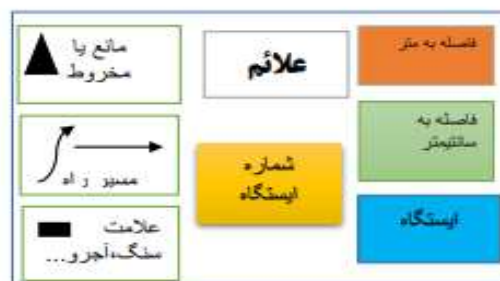 علائم
فاصله به متر
فاصله به
سانتیمتر
ایستگاه
شماره
ایستگاه
مانع یا
مخروط
مسیر راه
علامت
سنگ،آجرو...